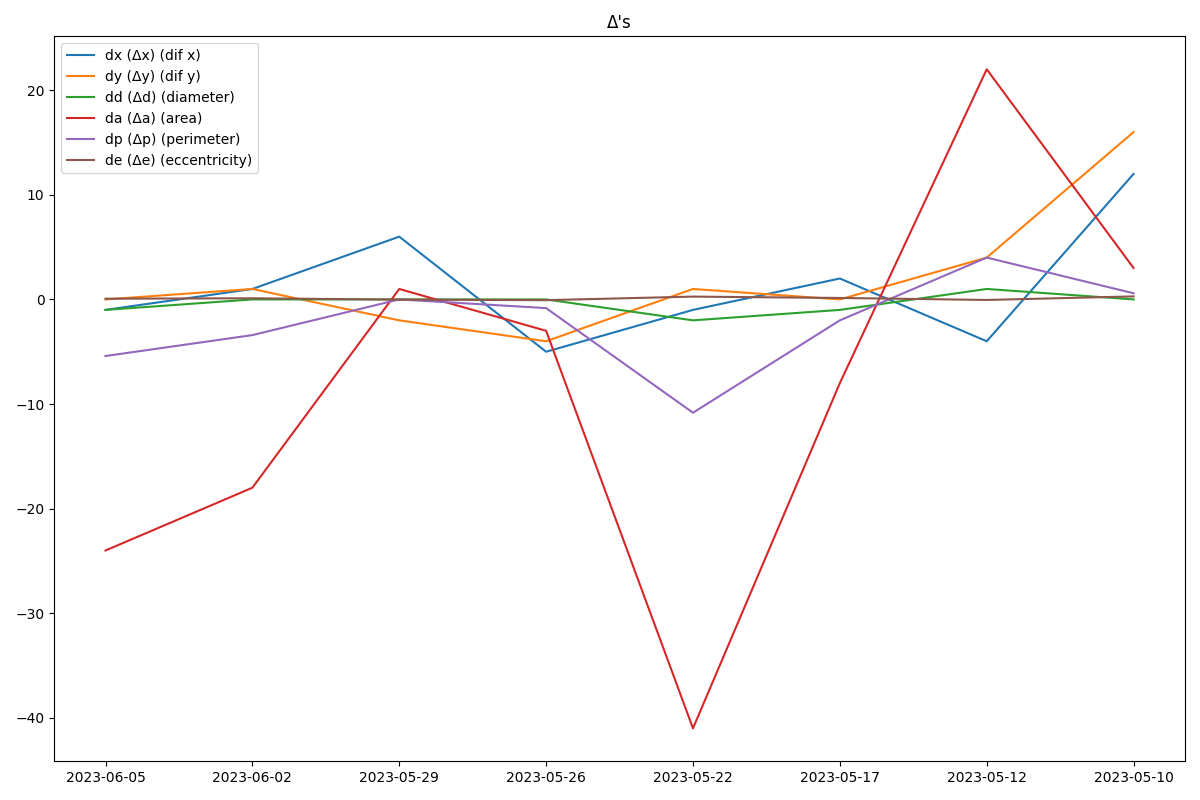 Δ's
dx (Δx) (dif x)
dy (Δy) (dif y)
dd (Δd) (diameter)
da (Δa) (area)
dp (Δp) (perimeter)
de (Δe) (eccentricity)
20
10
0
−10
−20
−30
−40
2023-06-05 2023-06-02 2023-05-29 2023-05-26 2023-05-22 2023-05-17 2023-05-12 2023-05-10